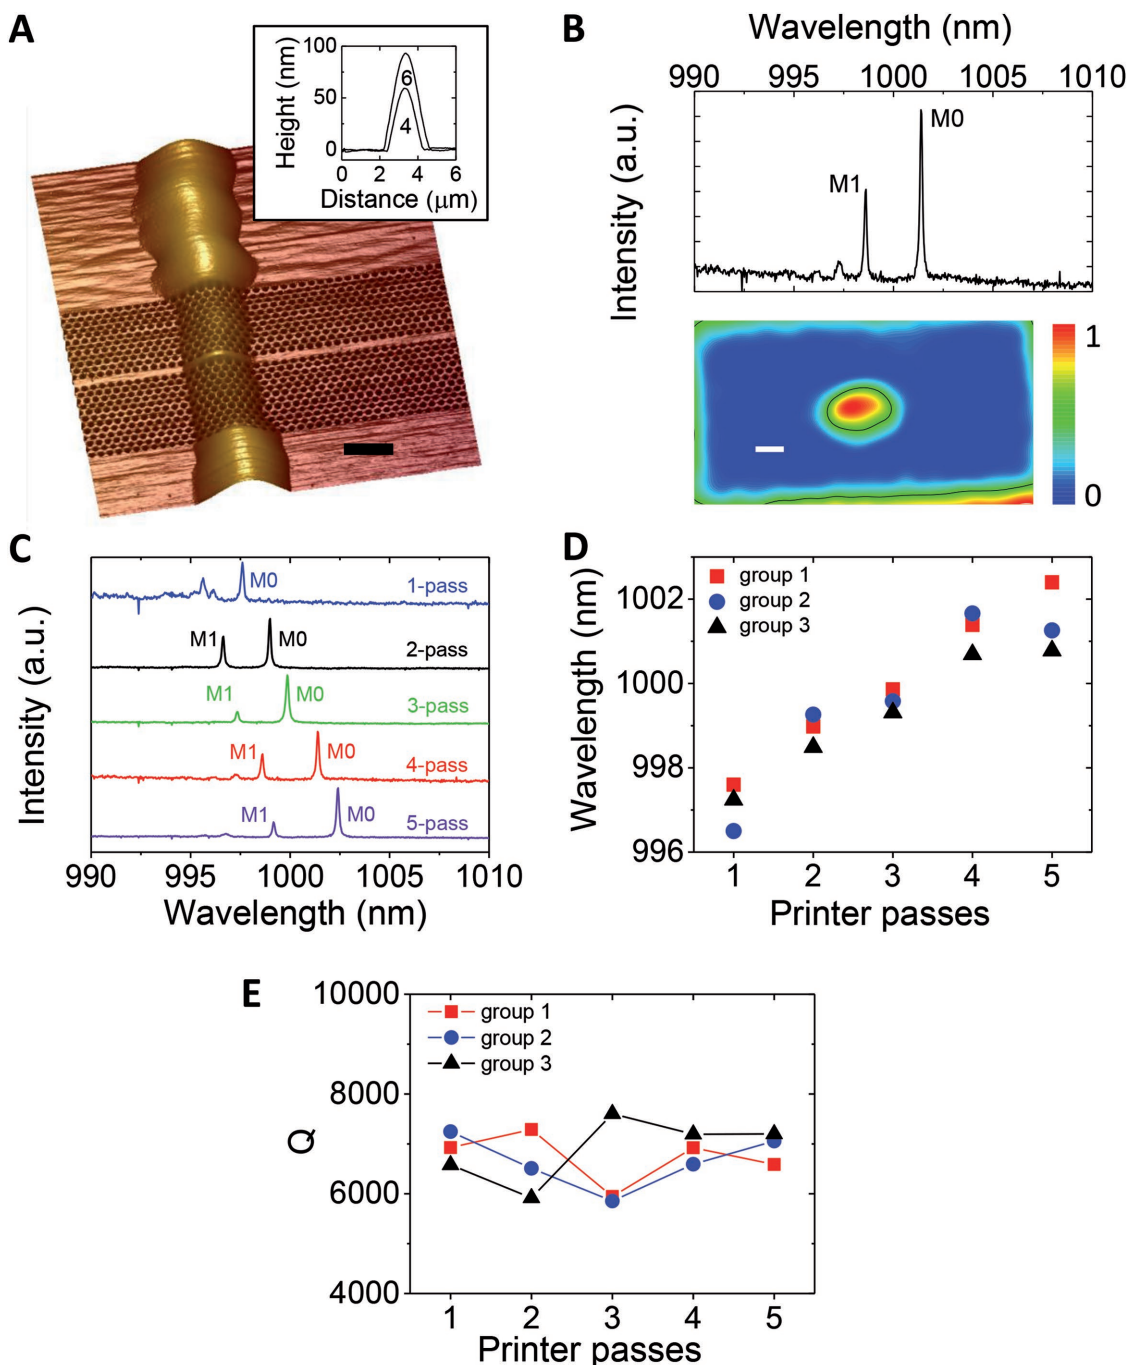 A
Height (nm)
100
50
0
6
4
0 2 4 6
Distance (μm)
B
Wavelength (nm)
990 995 1000 1005 1010
Intensity (a.u.)
M1
M0
1
0
C
Intensity (a.u.)
M0
1-pass
M1
M0
2-pass
M1
M0
3-pass
M1
M0
4-pass
M1
M0
5-pass
990 995 1000 1005 1010
Wavelength (nm)
D
Wavelength (nm)
1002
1000
998
996
group 1
group 2
group 3
1 2 3 4 5
Printer passes
E
Q
10000
8000
6000
4000
group 1
group 2
group 3
1 2 3 4 5
Printer passes